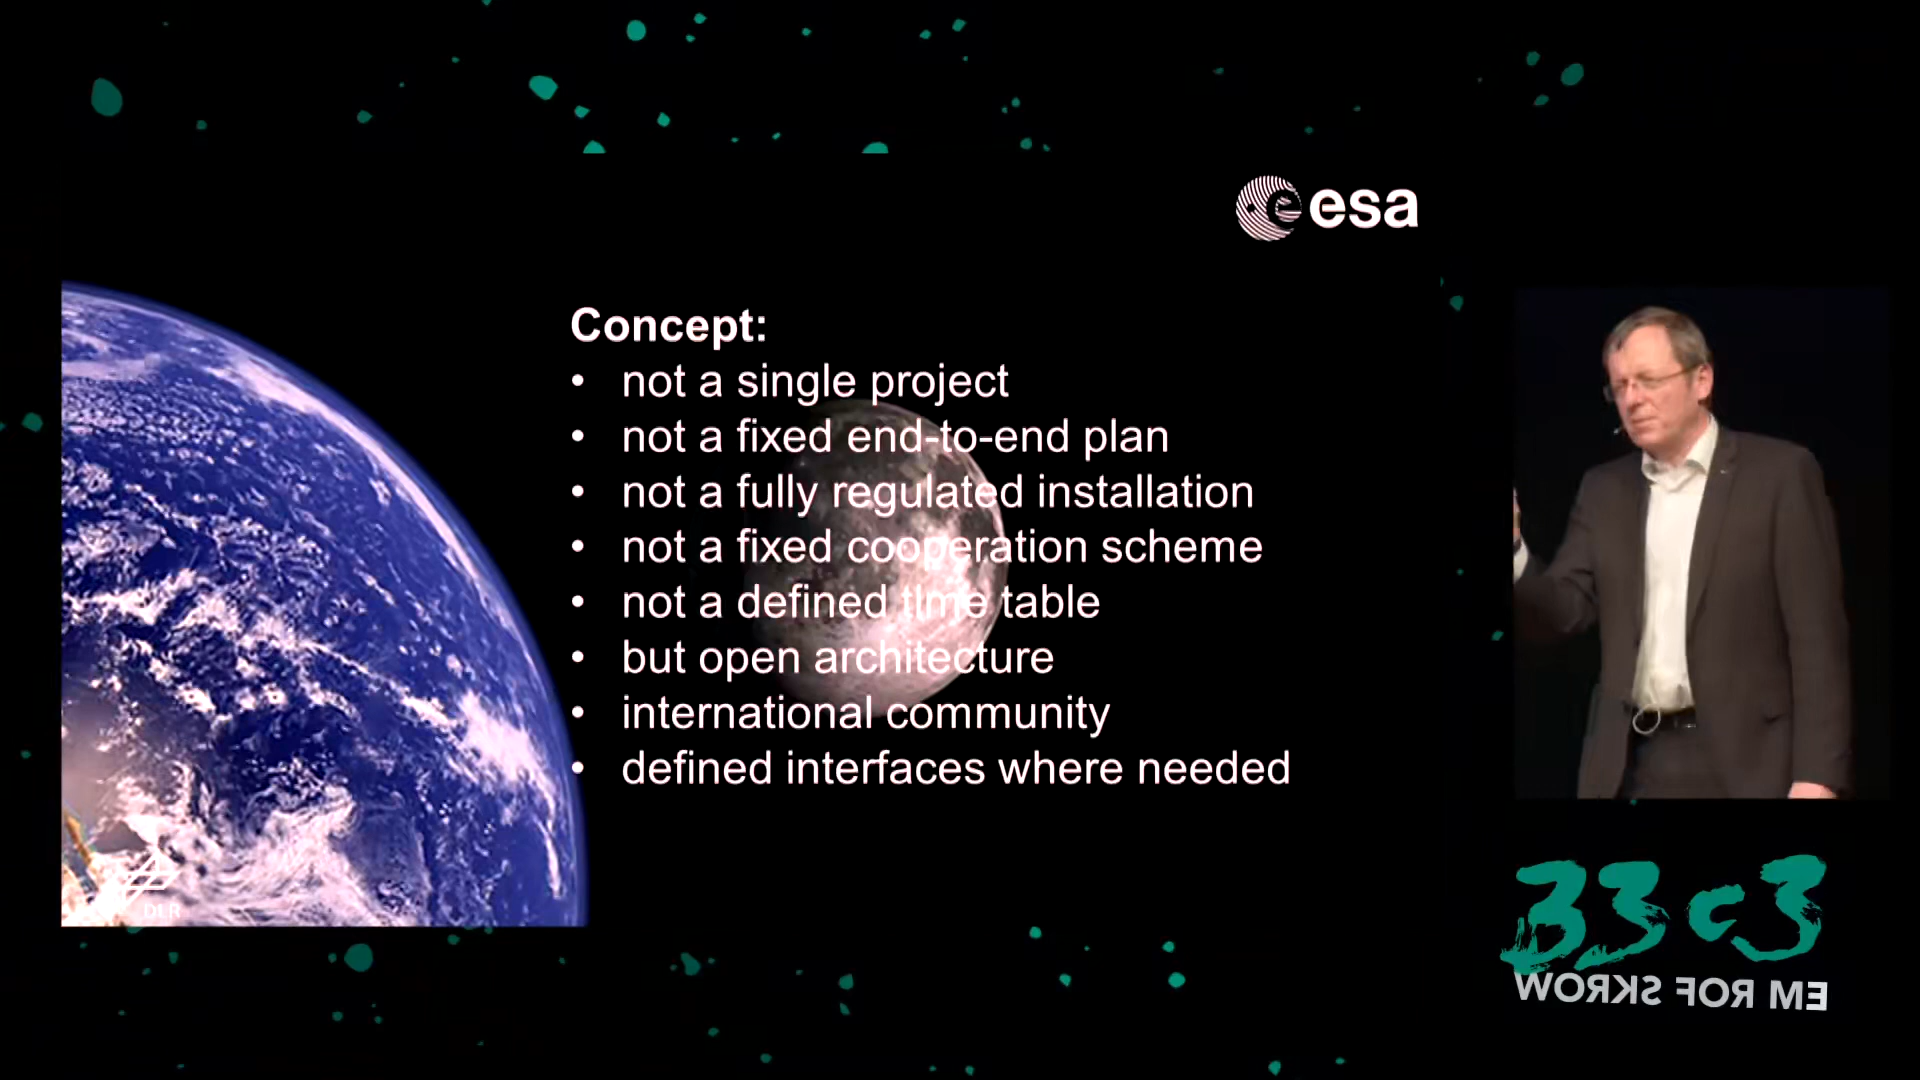 esa
Concept:
• not a single project
• not a fixed end-to-end plan
• not a fully regulated installation
• not a fixed cooperation scheme
• not a defined time table
• but open architecture
• international community
• defined interfaces where needed
DLR
33c3
WORKS FOR ME